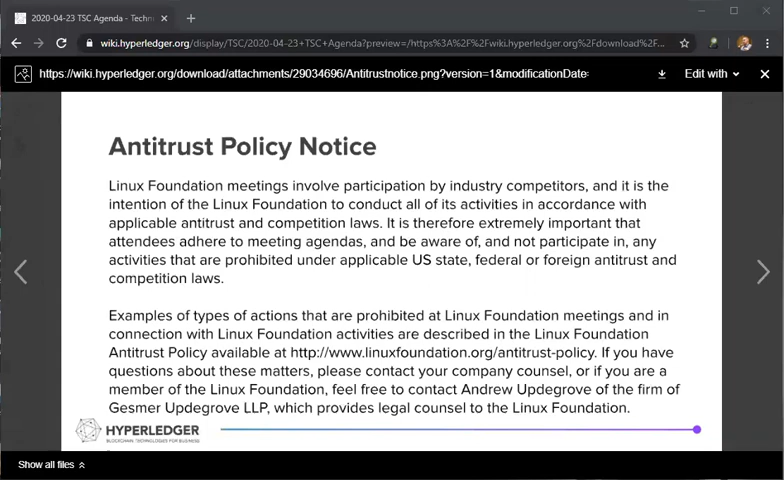 2020-04-23 TSC Agenda - Techn
wiki.hyperledger.org/display/TSC/2020-04-23+TSC+Agenda?preview=/https%3A%2F%2Fwiki.hyperledger.org%2Fdownload%2F...
https://wiki.hyperledger.org/download/attachments/29034696/Antitrustnotice.png?version=1&modificationDate=
Edit with
Antitrust Policy Notice
Linux Foundation meetings involve participation by industry competitors, and it is the
intention of the Linux Foundation to conduct all of its activities in accordance with
applicable antitrust and competition laws. It is therefore extremely important that
attendees adhere to meeting agendas, and be aware of, and not participate in, any
activities that are prohibited under applicable US state, federal or foreign antitrust and
competition laws.
Examples of types of actions that are prohibited at Linux Foundation meetings and in
connection with Linux Foundation activities are described in the Linux Foundation
Antitrust Policy available at http://www.linuxfoundation.org/antitrust-policy. If you have
questions about these matters, please contact your company counsel, or if you are a
member of the Linux Foundation, feel free to contact Andrew Updegrove of the firm of
Gesmer Updegrove LLP, which provides legal counsel to the Linux Foundation.
HYPERLEDGER
BLOCKCHAIN TECHNOLOGIES FOR BUSINESS
Show all files